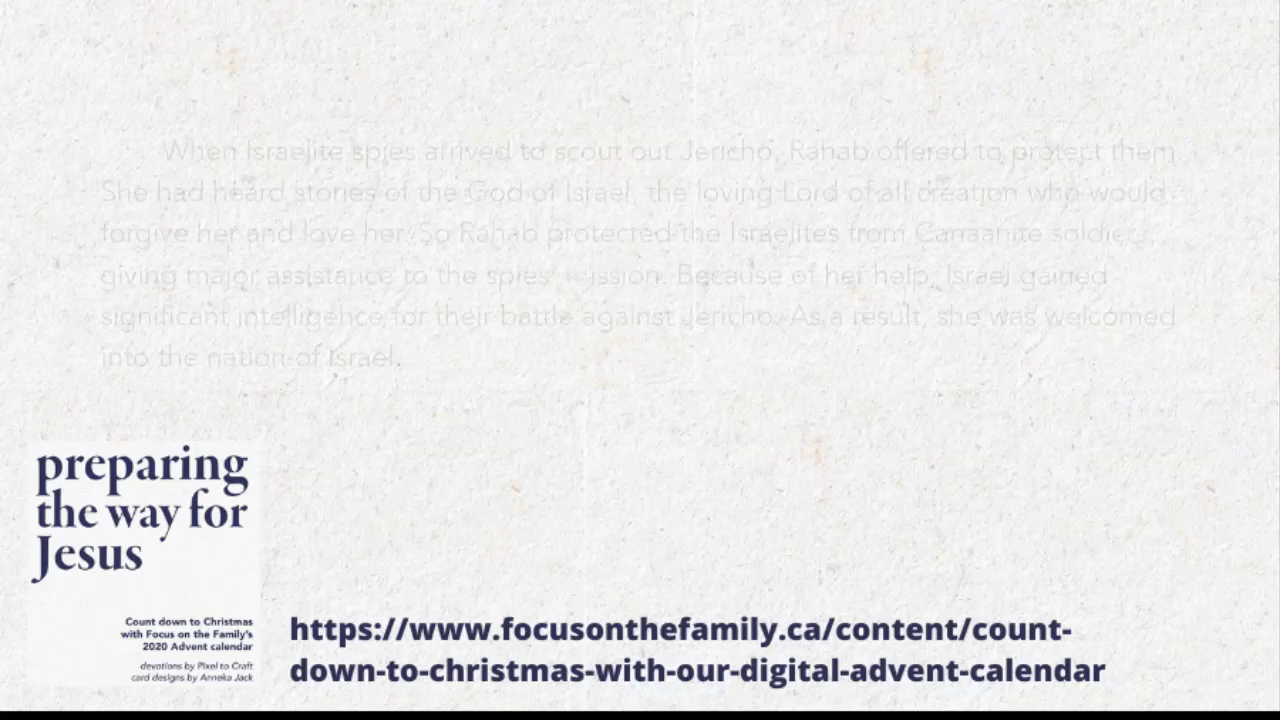 When Israelite spies arrived to scout out Jericho, Rahab offered to protect them.
She had heard stories of the God of Israel, the loving Lord of all creation who would
forgive her and love her. So Rahab protected the Israelites from Canaanite soldiers,
giving major assistance to the spies' mission. Because of her help, Israel gained
significant intelligence for their battle against Jericho. As a result, she was welcomed
into the nation of Israel.
preparing
the way for
Jesus
Count down to Christmas
with Focus on the Family's
2020 Advent calendar
devotions by Pixel to Craft
card designs by Anneka Jack
https://www.focusonthefamily.ca/content/count-
down-to-christmas-with-our-digital-advent-calendar